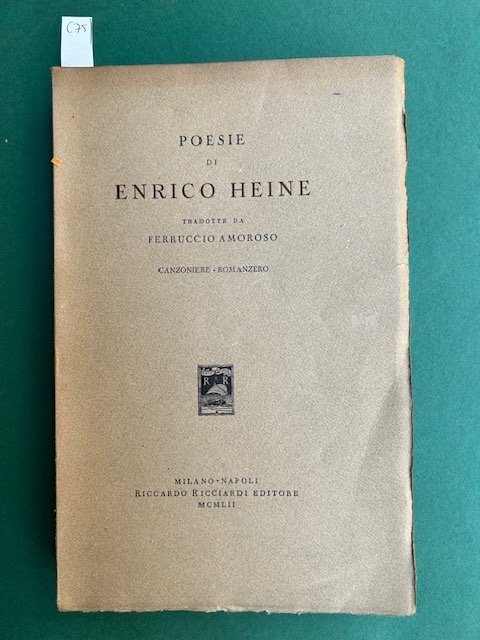 C75
POESIE
DI
ENRICO HEINE
TRADOTTE DA
FERRUCCIO AMOROSO
CANZONIERE • ROMANZERO
R R
MILANO • NAPOLI
RICCARDO RICCIARDI EDITORE
MCMLII